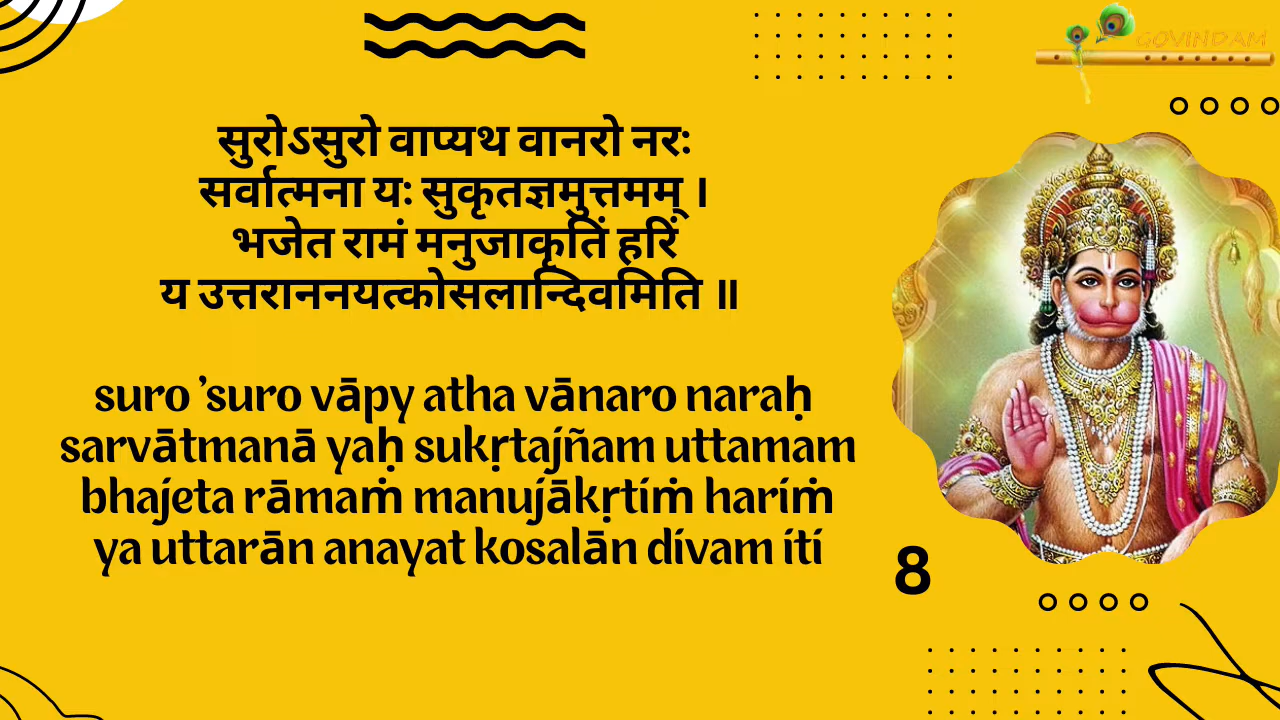 GOVINDAM
सुरोऽसुरो वाप्यथ वानरो नरः
सर्वात्मना यः सुकृतज्ञमुत्तमम् ।
भजेत रामं मनुजाकृतिं हरिं
य उत्तराननयत्कोसलान्दिवमिति ॥
suro ’suro vāpy atha vānaro naraḥ
sarvātmanā yaḥ sukṛtajñam uttamam
bhajeta rāmaṁ manujākṛtiṁ hariṁ
ya uttarān anayat kosalān divam iti
8